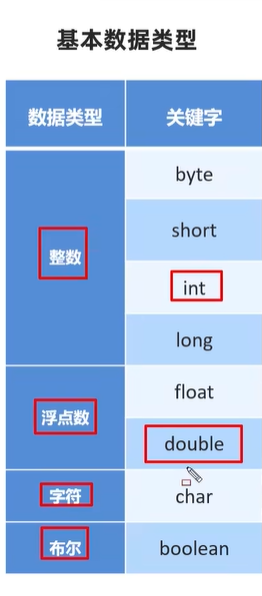 基本数据类型
数据类型 关键字
整数 byte
short
int
long
浮点数 float
double
字符 char
布尔 boolean